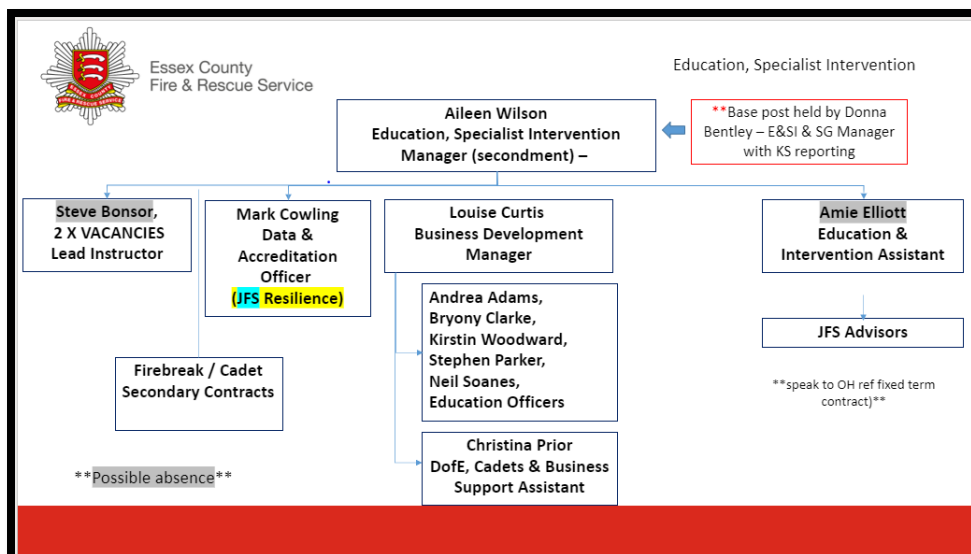 Essex County
Fire & Rescue Service
Education, Specialist Intervention
Aileen Wilson
Education, Specialist Intervention
Manager (secondment) –
**Base post held by Donna
Bentley – E&SI & SG Manager
with KS reporting
Steve Bonsor,
2 X VACANCIES
Lead Instructor
Mark Cowling
Data &
Accreditation
Officer
(JFS Resilience)
Louise Curtis
Business Development
Manager
Amie Elliott
Education &
Intervention Assistant
Andrea Adams,
Bryony Clarke,
Kirstin Woodward,
Stephen Parker,
Neil Soanes,
Education Officers
JFS Advisors
Firebreak / Cadet
Secondary Contracts
**speak to OH ref fixed term
contract)**
Christina Prior
DofE, Cadets & Business
Support Assistant
**Possible absence**